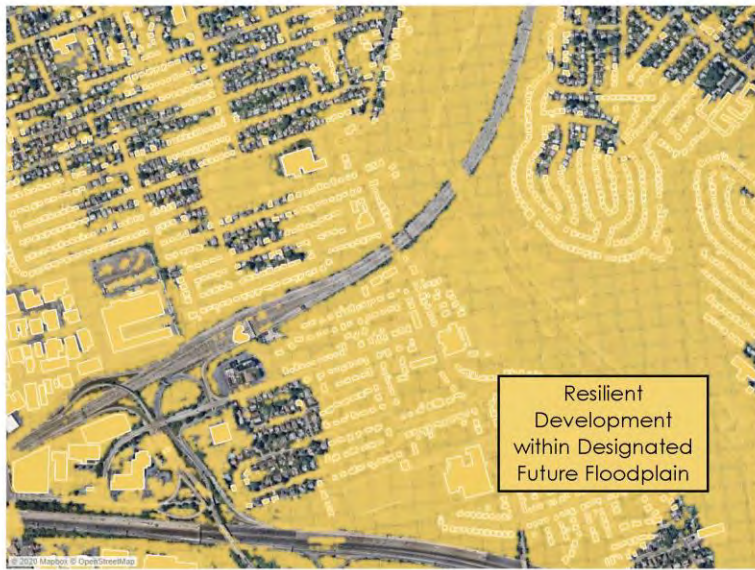 Resilient
Development
within Designated
Future Floodplain
© 2020 Mapbox © OpenStreetMap